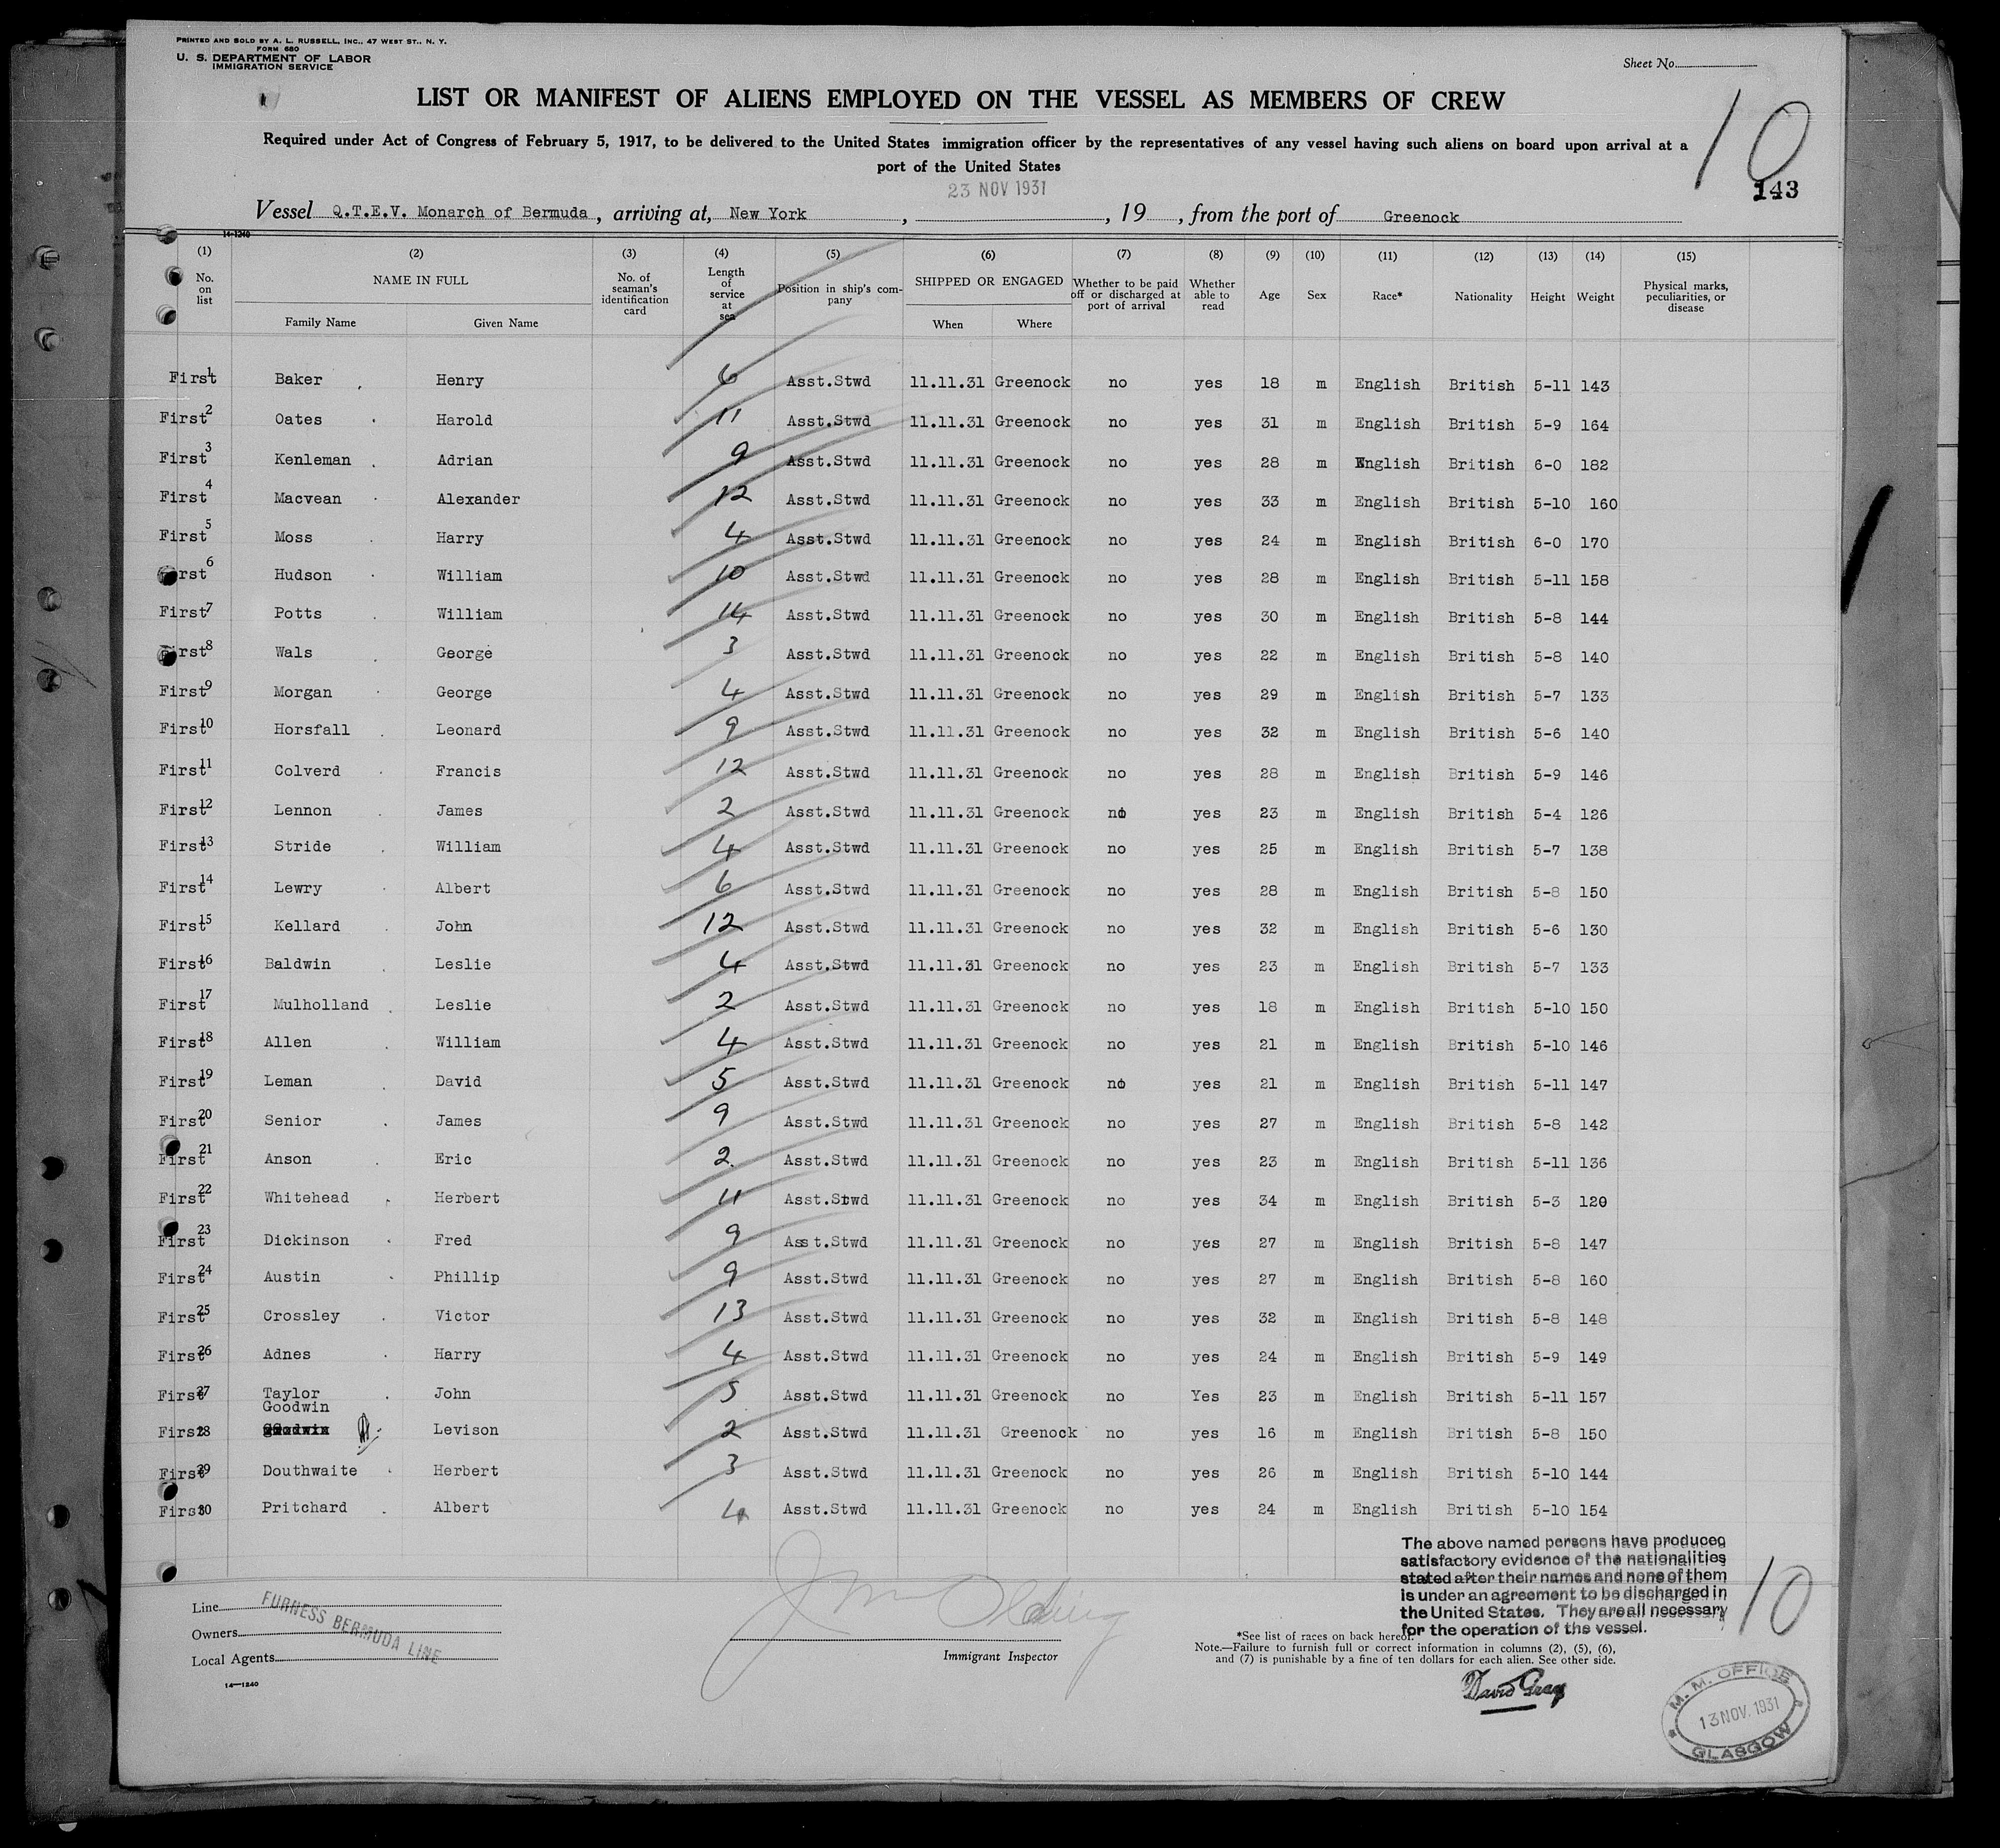 PRINTED AND SOLD BY A. L. RUSSELL, INC., 47 WEST ST., N. Y.
FORM 680
U. S. DEPARTMENT OF LABOR
IMMIGRATION SERVICE
Sheet No.
LIST OR MANIFEST OF ALIENS EMPLOYED ON THE VESSEL AS MEMBERS OF CREW
10
Required under Act of Congress of February 5, 1917, to be delivered to the United States immigration officer by the representatives of any vessel having such aliens on board upon arrival at a
port of the United States
23 NOV 1931
143
Vessel Q.T.E.V. Monarch of Bermuda, arriving at, New York, , 19 , from the port of Greenock
14-1240
(1) (2) (3) (4) (5) (6) (7) (8) (9) (10) (11) (12) (13) (14) (15)
No. on list NAME IN FULL Family Name Given Name No. of seaman's identification card Length of service at sea Position in ship's company SHIPPED OR ENGAGED When Where Whether to be paid off or discharged at port of arrival Whether able to read Age Sex Race* Nationality Height Weight Physical marks, peculiarities, or disease
First 1 Baker , Henry 6 Asst.Stwd 11.11.31 Greenock no yes 18 m English British 5-11 143
First 2 Oates . Harold 11 Asst.Stwd 11.11.31 Greenock no yes 31 m English British 5-9 164
First 3 Kenleman . Adrian 9 Asst.Stwd 11.11.31 Greenock no yes 28 m English British 6-0 182
First 4 Macvean . Alexander 12 Asst.Stwd 11.11.31 Greenock no yes 33 m English British 5-10 160
First 5 Moss . Harry 4 Asst.Stwd 11.11.31 Greenock no yes 24 m English British 6-0 170
First 6 Hudson . William 10 Asst.Stwd 11.11.31 Greenock no yes 28 m English British 5-11 158
First 7 Potts . William 14 Asst.Stwd 11.11.31 Greenock no yes 30 m English British 5-8 144
First 8 Wals . George 3 Asst.Stwd 11.11.31 Greenock no yes 22 m English British 5-8 140
First 9 Morgan . George 4 Asst.Stwd 11.11.31 Greenock no yes 29 m English British 5-7 133
First 10 Horsfall . Leonard 9 Asst.Stwd 11.11.31 Greenock no yes 32 m English British 5-6 140
First 11 Colverd . Francis 12 Asst.Stwd 11.11.31 Greenock no yes 28 m English British 5-9 146
First 12 Lennon . James 2 Asst.Stwd 11.11.31 Greenock no yes 23 m English British 5-4 126
First 13 Stride . William 4 Asst.Stwd 11.11.31 Greenock no yes 25 m English British 5-7 138
First 14 Lewry . Albert 6 Asst.Stwd 11.11.31 Greenock no yes 28 m English British 5-8 150
First 15 Kellard . John 12 Asst.Stwd 11.11.31 Greenock no yes 32 m English British 5-6 130
First 16 Baldwin . Leslie 4 Asst.Stwd 11.11.31 Greenock no yes 23 m English British 5-7 133
First 17 Mulholland . Leslie 2 Asst.Stwd 11.11.31 Greenock no yes 18 m English British 5-10 150
First 18 Allen . William 4 Asst.Stwd 11.11.31 Greenock no yes 21 m English British 5-10 146
First 19 Leman . David 5 Asst.Stwd 11.11.31 Greenock no yes 21 m English British 5-11 147
First 20 Senior . James 9 Asst.Stwd 11.11.31 Greenock no yes 27 m English British 5-8 142
First 21 Anson . Eric 2 Asst.Stwd 11.11.31 Greenock no yes 23 m English British 5-11 136
First 22 Whitehead . Herbert 11 Asst.Stwd 11.11.31 Greenock no yes 34 m English British 5-3 120
First 23 Dickinson . Fred 9 Asst.Stwd 11.11.31 Greenock no yes 27 m English British 5-8 147
First 24 Austin . Phillip 9 Asst.Stwd 11.11.31 Greenock no yes 27 m English British 5-8 160
First 25 Crossley . Victor 13 Asst.Stwd 11.11.31 Greenock no yes 32 m English British 5-8 148
First 26 Adnes . Harry 4 Asst.Stwd 11.11.31 Greenock no yes 24 m English British 5-9 149
First 27 Taylor . John 5 Asst.Stwd 11.11.31 Greenock no Yes 23 m English British 5-11 157
Goodwin
First 28 Levison 2 Asst.Stwd 11.11.31 Greenock no yes 16 m English British 5-8 150
First 29 Douthwaite . Herbert 3 Asst.Stwd 11.11.31 Greenock no yes 26 m English British 5-10 144
First 30 Pritchard . Albert 4 Asst.Stwd 11.11.31 Greenock no yes 24 m English British 5-10 154
The above named persons have produced
satisfactory evidence of the nationalities
stated after their names and none of them
is under an agreement to be discharged in
the United States. They are all necessary
for the operation of the vessel.
10
Line
Owners
Local Agents
FURNESS BERMUDA LINE
14—1240
Immigrant Inspector
*See list of races on back hereof.
Note.—Failure to furnish full or correct information in columns (2), (5), (6),
and (7) is punishable by a fine of ten dollars for each alien. See other side.
David Gray
M. M. OFFICE
13 NOV. 1931
GLASGOW